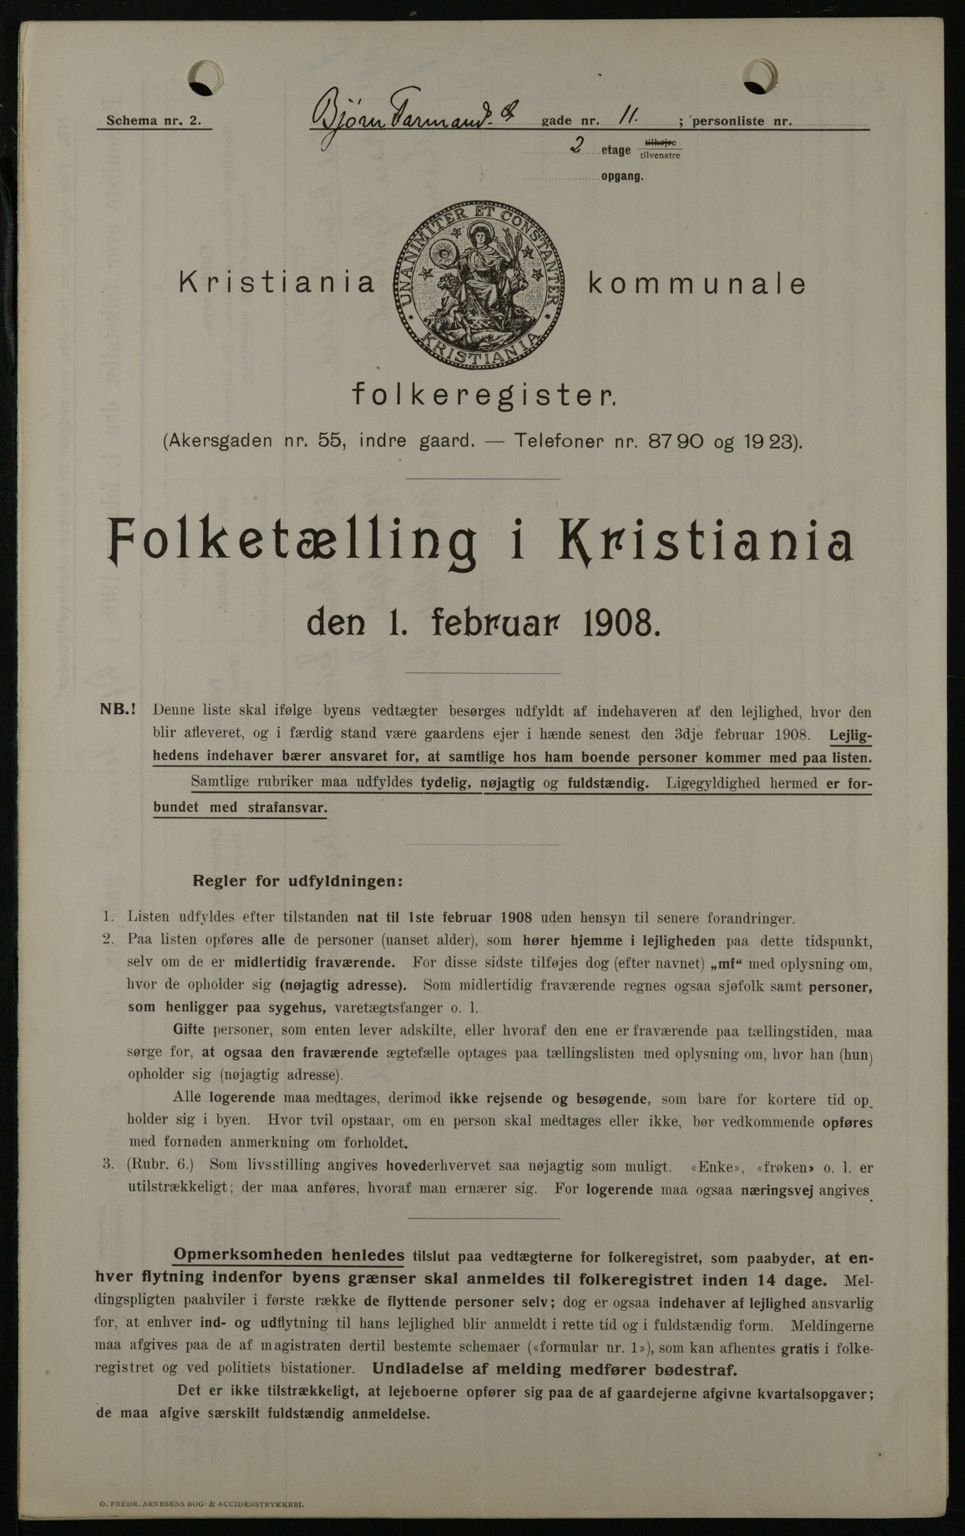 Schema nr. 2. Bjørn Farmand. gade nr. 11. ; personliste nr.
2 etage tilhøjre
tilvenstre
opgang.
UNANIMITER ET CONSTANTER
KRISTIANIA
Kristiania kommunale
folkeregister.
(Akersgaden nr. 55, indre gaard. — Telefoner nr. 87 90 og 19 23).
Folketælling i Kristiania
den 1. februar 1908.
NB.! Denne liste skal ifølge byens vedtægter besørges udfyldt af indehaveren af den lejlighed, hvor den
blir afleveret, og i færdig stand være gaardens ejer i hænde senest den 3dje februar 1908. Lejlig-
hedens indehaver bærer ansvaret for, at samtlige hos ham boende personer kommer med paa listen.
Samtlige rubriker maa udfyldes tydelig, nøjagtig og fuldstændig. Ligegyldighed hermed er for-
bundet med strafansvar.
Regler for udfyldningen:
1. Listen udfyldes efter tilstanden nat til 1ste februar 1908 uden hensyn til senere forandringer.
2. Paa listen opføres alle de personer (uanset alder), som hører hjemme i lejligheden paa dette tidspunkt,
selv om de er midlertidig fraværende. For disse sidste tilføjes dog (efter navnet) „mf“ med oplysning om,
hvor de opholder sig (nøjagtig adresse). Som midlertidig fraværende regnes ogsaa sjøfolk samt personer,
som henligger paa sygehus, varetægtsfanger o. l.
Gifte personer, som enten lever adskilte, eller hvoraf den ene er fraværende paa tællingstiden, maa
sørge for, at ogsaa den fraværende ægtefælle optages paa tællingslisten med oplysning om, hvor han (hun)
opholder sig (nøjagtig adresse).
Alle logerende maa medtages, derimod ikke rejsende og besøgende, som bare for kortere tid op-
holder sig i byen. Hvor tvil opstaar, om en person skal medtages eller ikke, bør vedkommende opføres
med fornøden anmerkning om forholdet.
3. (Rubr. 6.) Som livsstilling angives hovederhvervet saa nøjagtig som muligt. «Enke», «frøken» o. l. er
utilstrækkeligt; der maa anføres, hvoraf man ernærer sig. For logerende maa ogsaa næringsvej angives.
Opmerksomheden henledes tilslut paa vedtægterne for folkeregistret, som paabyder, at en-
hver flytning indenfor byens grænser skal anmeldes til folkeregistret inden 14 dage. Mel-
dingspligten paahviler i første række de flyttende personer selv; dog er ogsaa indehaver af lejlighed ansvarlig
for, at enhver ind- og udflytning til hans lejlighed blir anmeldt i rette tid og i fuldstændig form. Meldingerne
maa afgives paa de af magistraten dertil bestemte schemaer («formular nr. 1»), som kan afhentes gratis i folke-
registret og ved politiets bistationer. Undladelse af melding medfører bødestraf.
Det er ikke tilstrækkeligt, at lejeboerne opfører sig paa de af gaardejerne afgivne kvartalsopgaver;
de maa afgive særskilt fuldstændig anmeldelse.
O. FREDR. ARNESENS BOG- & ACCIDENSTRYKKERI.